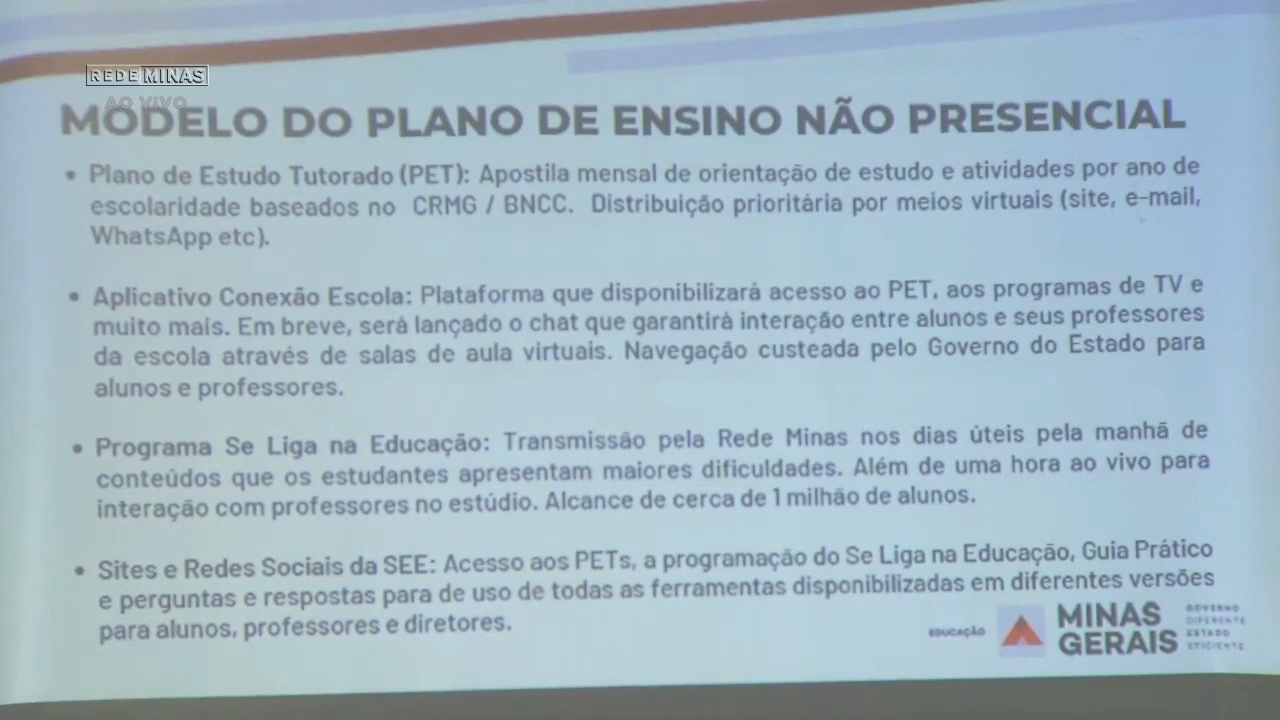 REDE MINAS
AO VIVO
MODELO DO PLANO DE ENSINO NÃO PRESENCIAL
• Plano de Estudo Tutorado (PET): Apostila mensal de orientação de estudo e atividades por ano de
escolaridade baseados no CRMG / BNCC. Distribuição prioritária por meios virtuais (site, e-mail,
WhatsApp etc).
• Aplicativo Conexão Escola: Plataforma que disponibilizará acesso ao PET, aos programas de TV e
muito mais. Em breve, será lançado o chat que garantirá interação entre alunos e seus professores
da escola através de salas de aula virtuais. Navegação custeada pelo Governo do Estado para
alunos e professores.
• Programa Se Liga na Educação: Transmissão pela Rede Minas nos dias úteis pela manhã de
conteúdos que os estudantes apresentam maiores dificuldades. Além de uma hora ao vivo para
interação com professores no estúdio. Alcance de cerca de 1 milhão de alunos.
• Sites e Redes Sociais da SEE: Acesso aos PETs, a programação do Se Liga na Educação, Guia Prático
e perguntas e respostas para de uso de todas as ferramentas disponibilizadas em diferentes versões
para alunos, professores e diretores.
EDUCAÇÃO
MINAS
GERAIS
GOVERNO
DIFERENTE
ESTADO
EFICIENTE